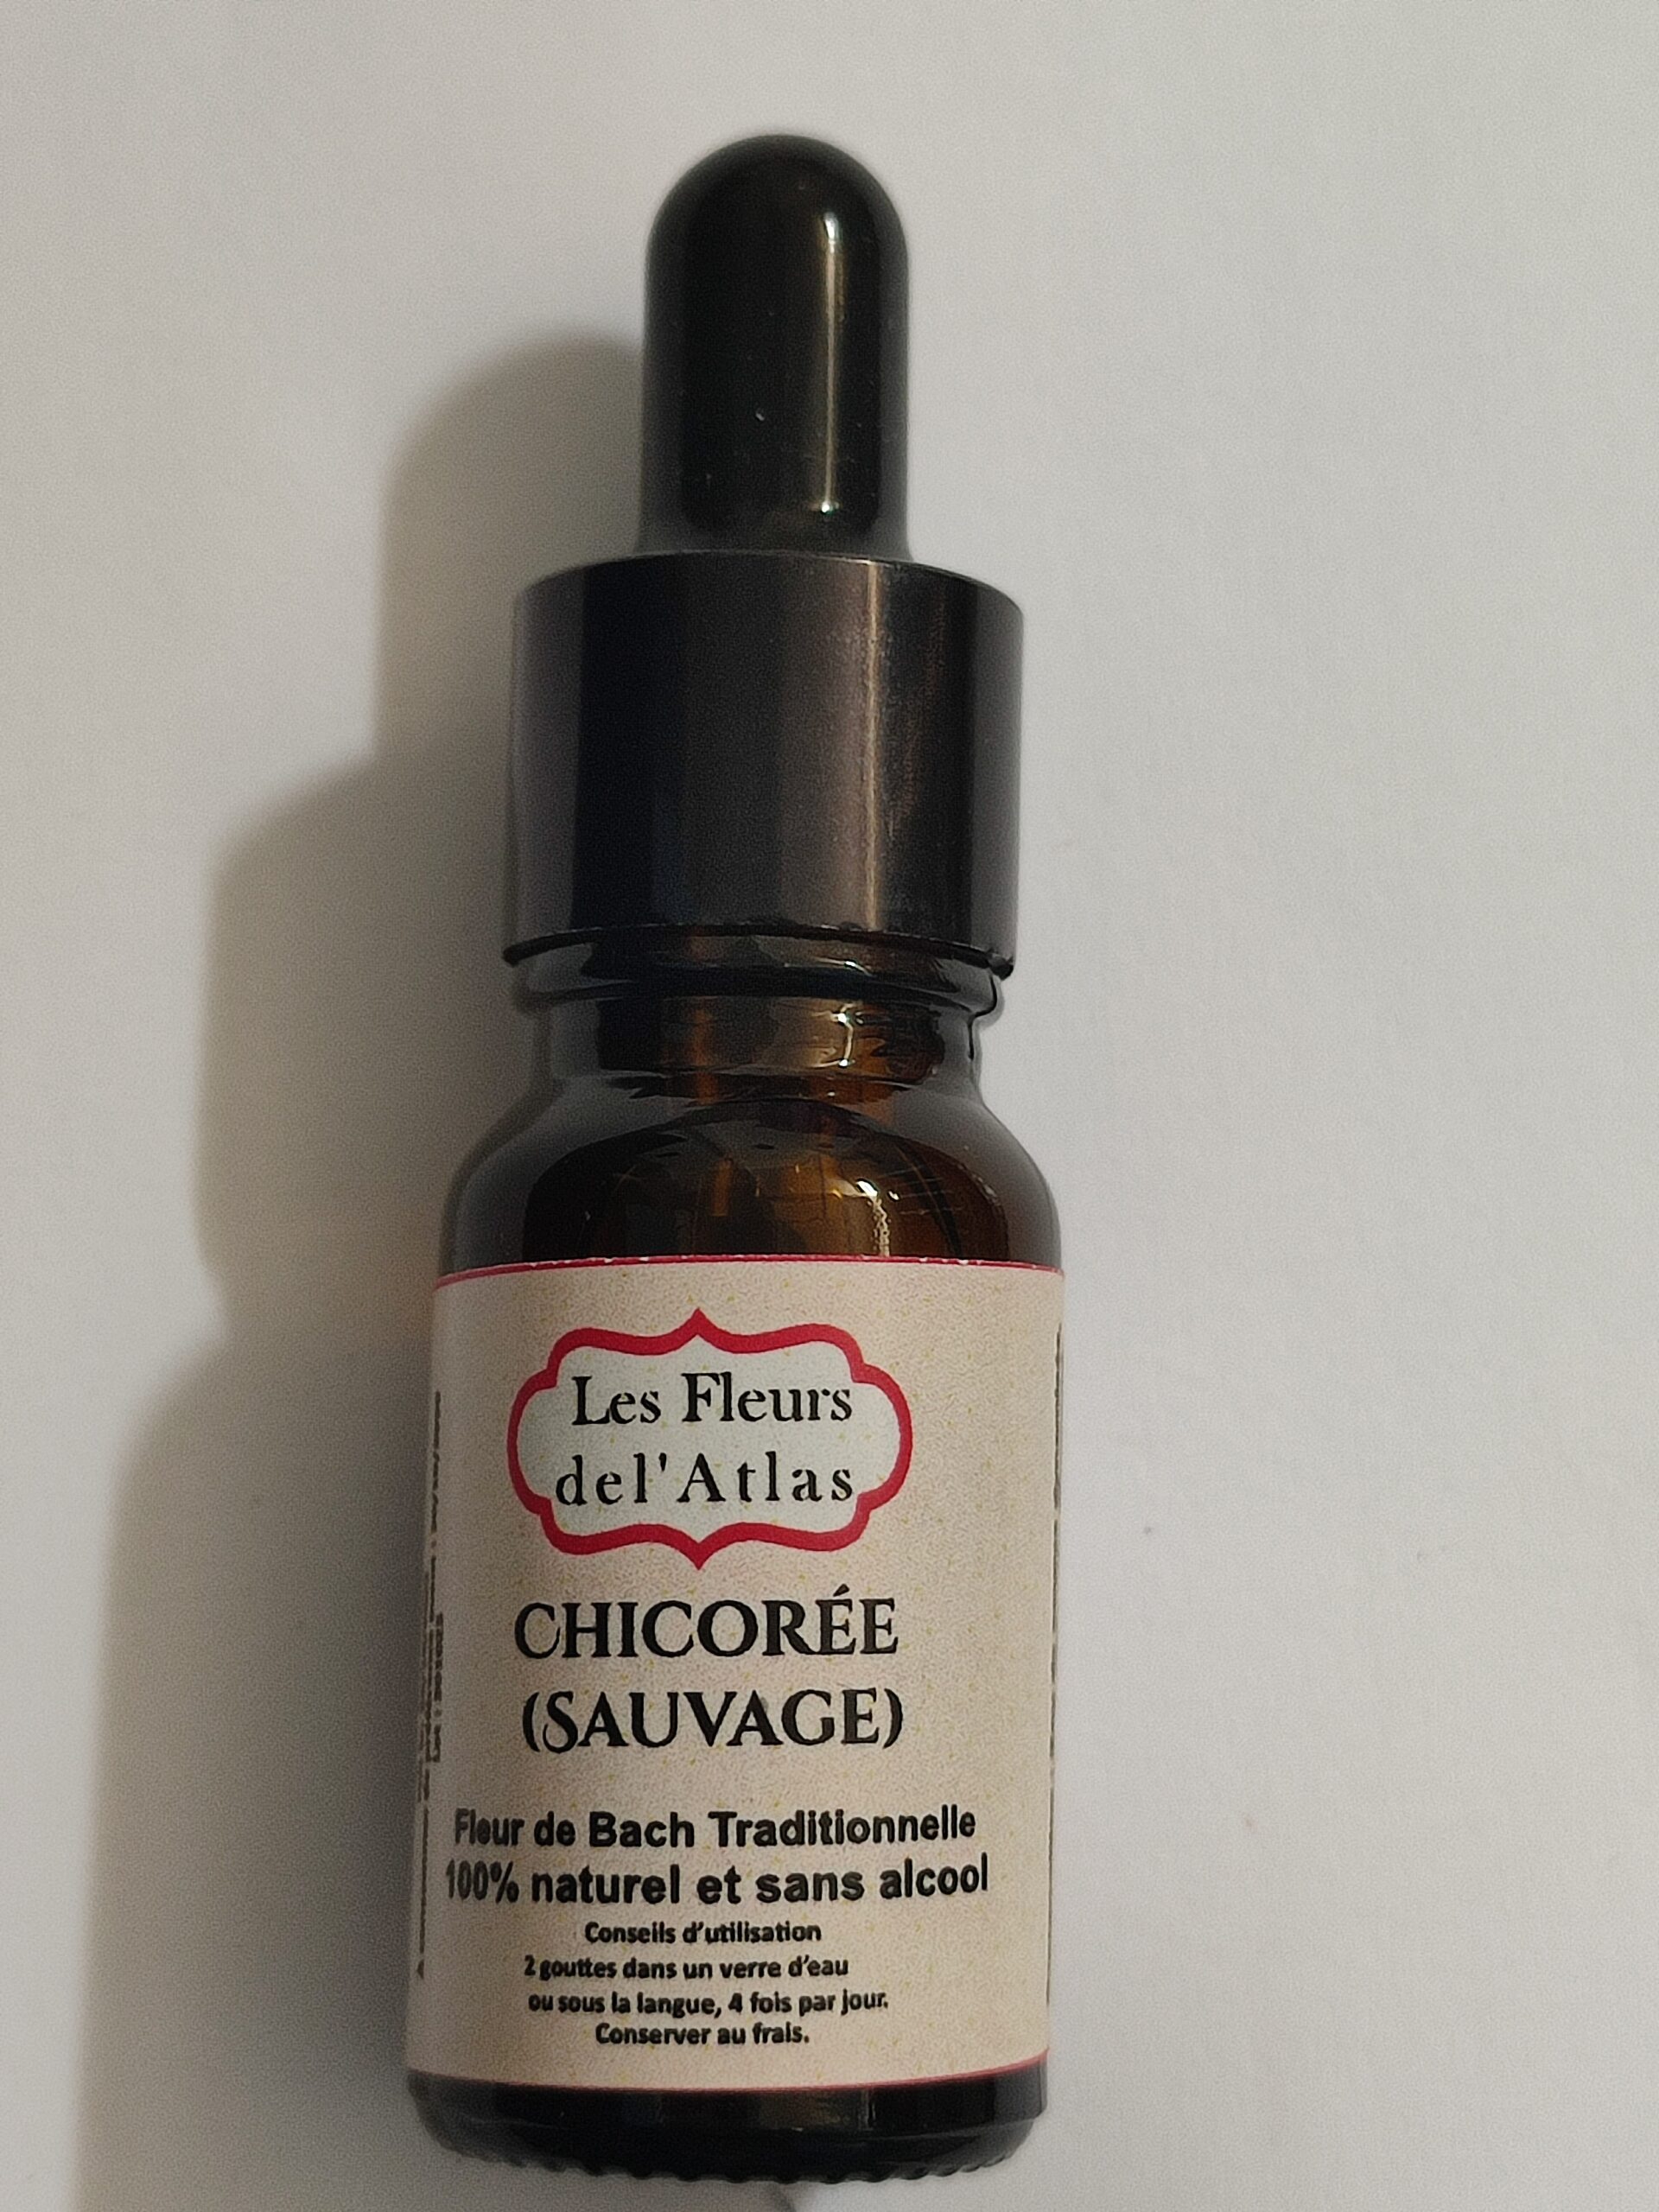 Les Fleurs
del'Atlas
CHICORÉE
(SAUVAGE)
Fleur de Bach Traditionnelle
100% naturel et sans alcool
Conseils d'utilisation
2 gouttes dans un verre d'eau
ou sous la langue, 4 fois par jour.
Conserver au frais.